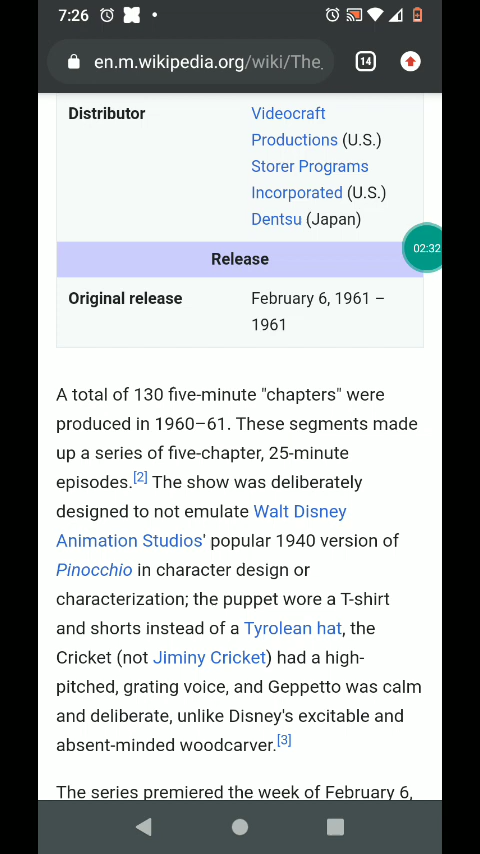 7:26
en.m.wikipedia.org/wiki/The_
14
Distributor
Videocraft
Productions (U.S.)
Storer Programs
Incorporated (U.S.)
Dentsu (Japan)
02:32
Release
Original release
February 6, 1961 –
1961
A total of 130 five-minute "chapters" were
produced in 1960–61. These segments made
up a series of five-chapter, 25-minute
episodes.[2] The show was deliberately
designed to not emulate Walt Disney
Animation Studios' popular 1940 version of
Pinocchio in character design or
characterization; the puppet wore a T-shirt
and shorts instead of a Tyrolean hat, the
Cricket (not Jiminy Cricket) had a high-
pitched, grating voice, and Geppetto was calm
and deliberate, unlike Disney's excitable and
absent-minded woodcarver.[3]
The series premiered the week of February 6,